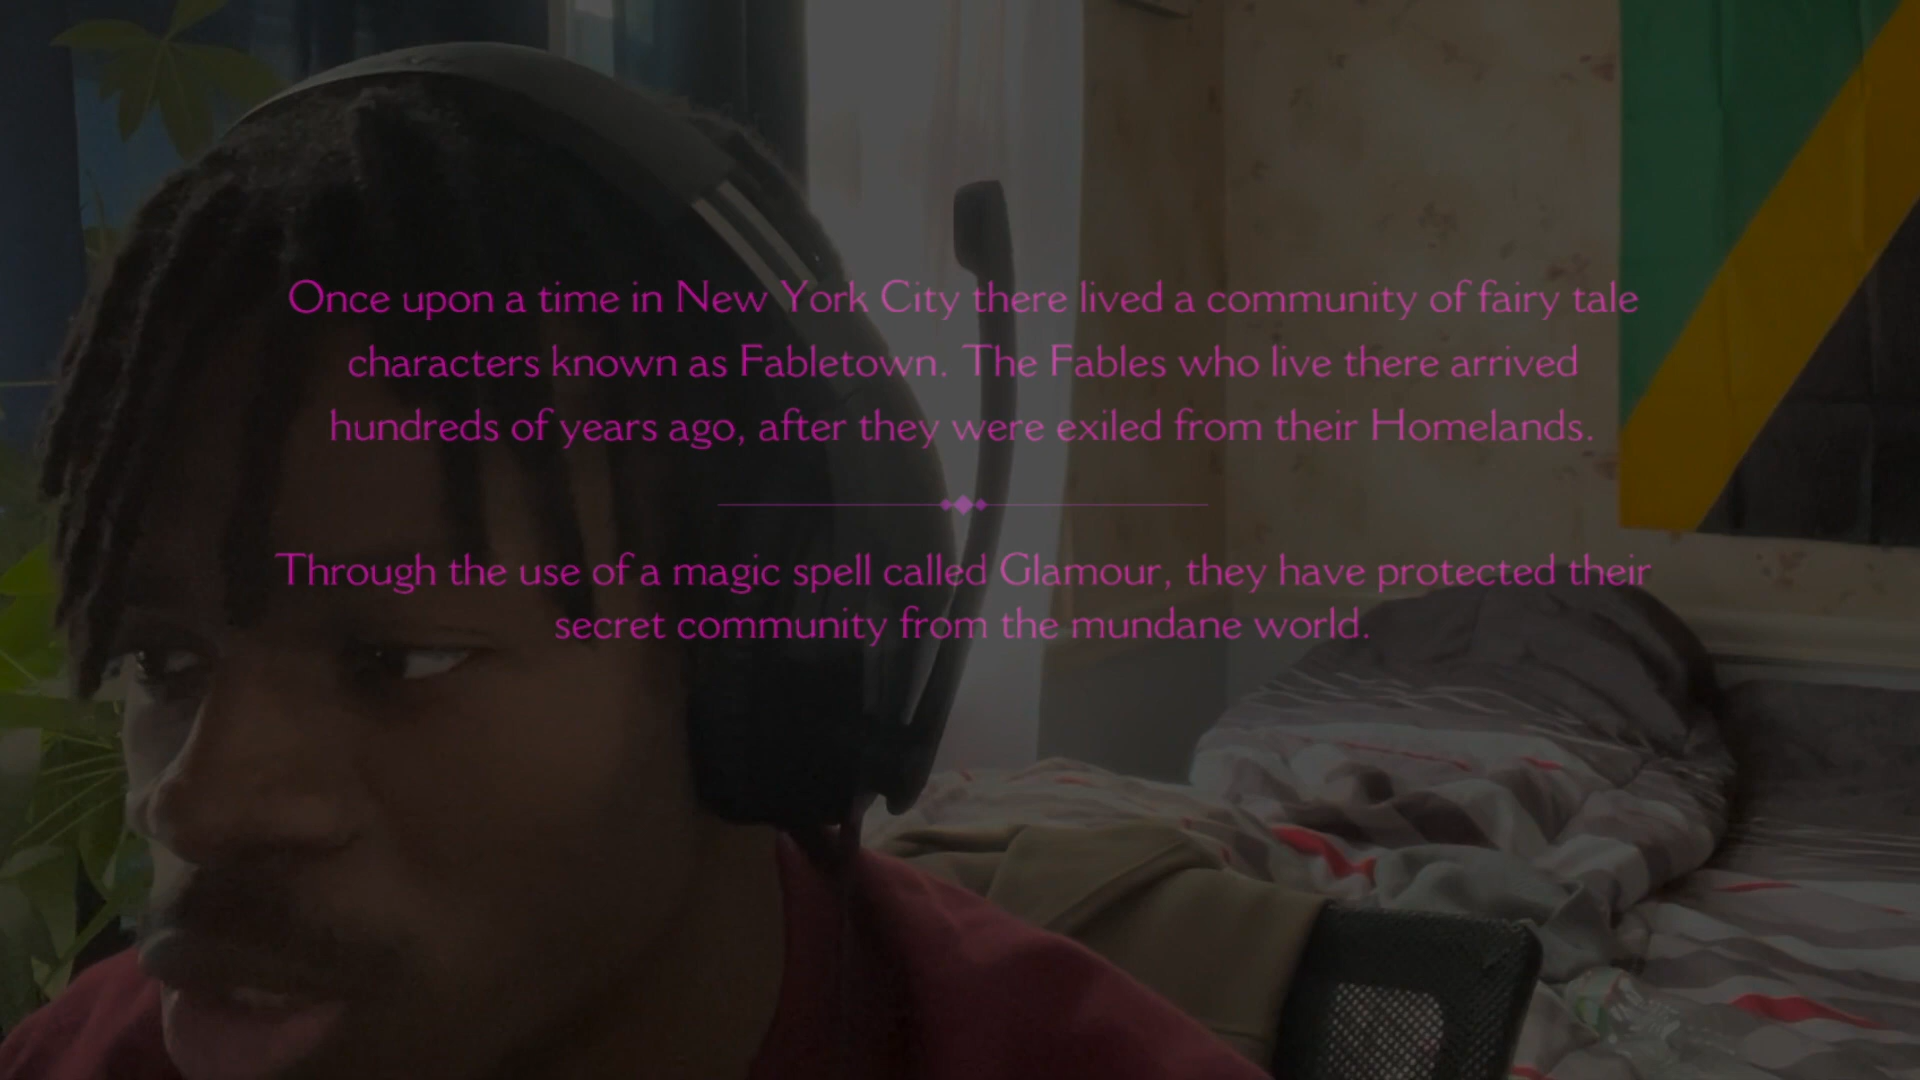 Once upon a time in New York City there lived a community of fairy tale
characters known as Fabletown. The Fables who live there arrived
hundreds of years ago, after they were exiled from their Homelands.
Through the use of a magic spell called Glamour, they have protected their
secret community from the mundane world.